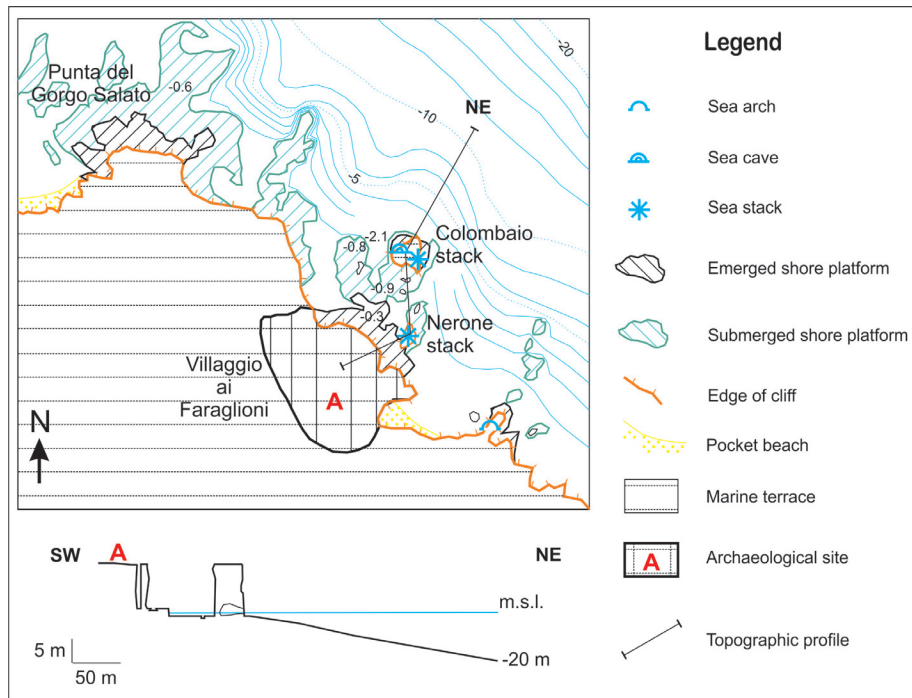 Punta del
Gorgo Salato
-0.6
-20
-10
NE
-5
-2.1
-0.8
Colombaio
stack
-0.9
-0.3
Nerone
stack
Villaggio
ai
Faraglioni
A
N
SW
A
NE
m.s.l.
5 m
50 m
-20 m
Legend
Sea arch
Sea cave
Sea stack
Emerged shore platform
Submerged shore platform
Edge of cliff
Pocket beach
Marine terrace
A
Archaeological site
Topographic profile